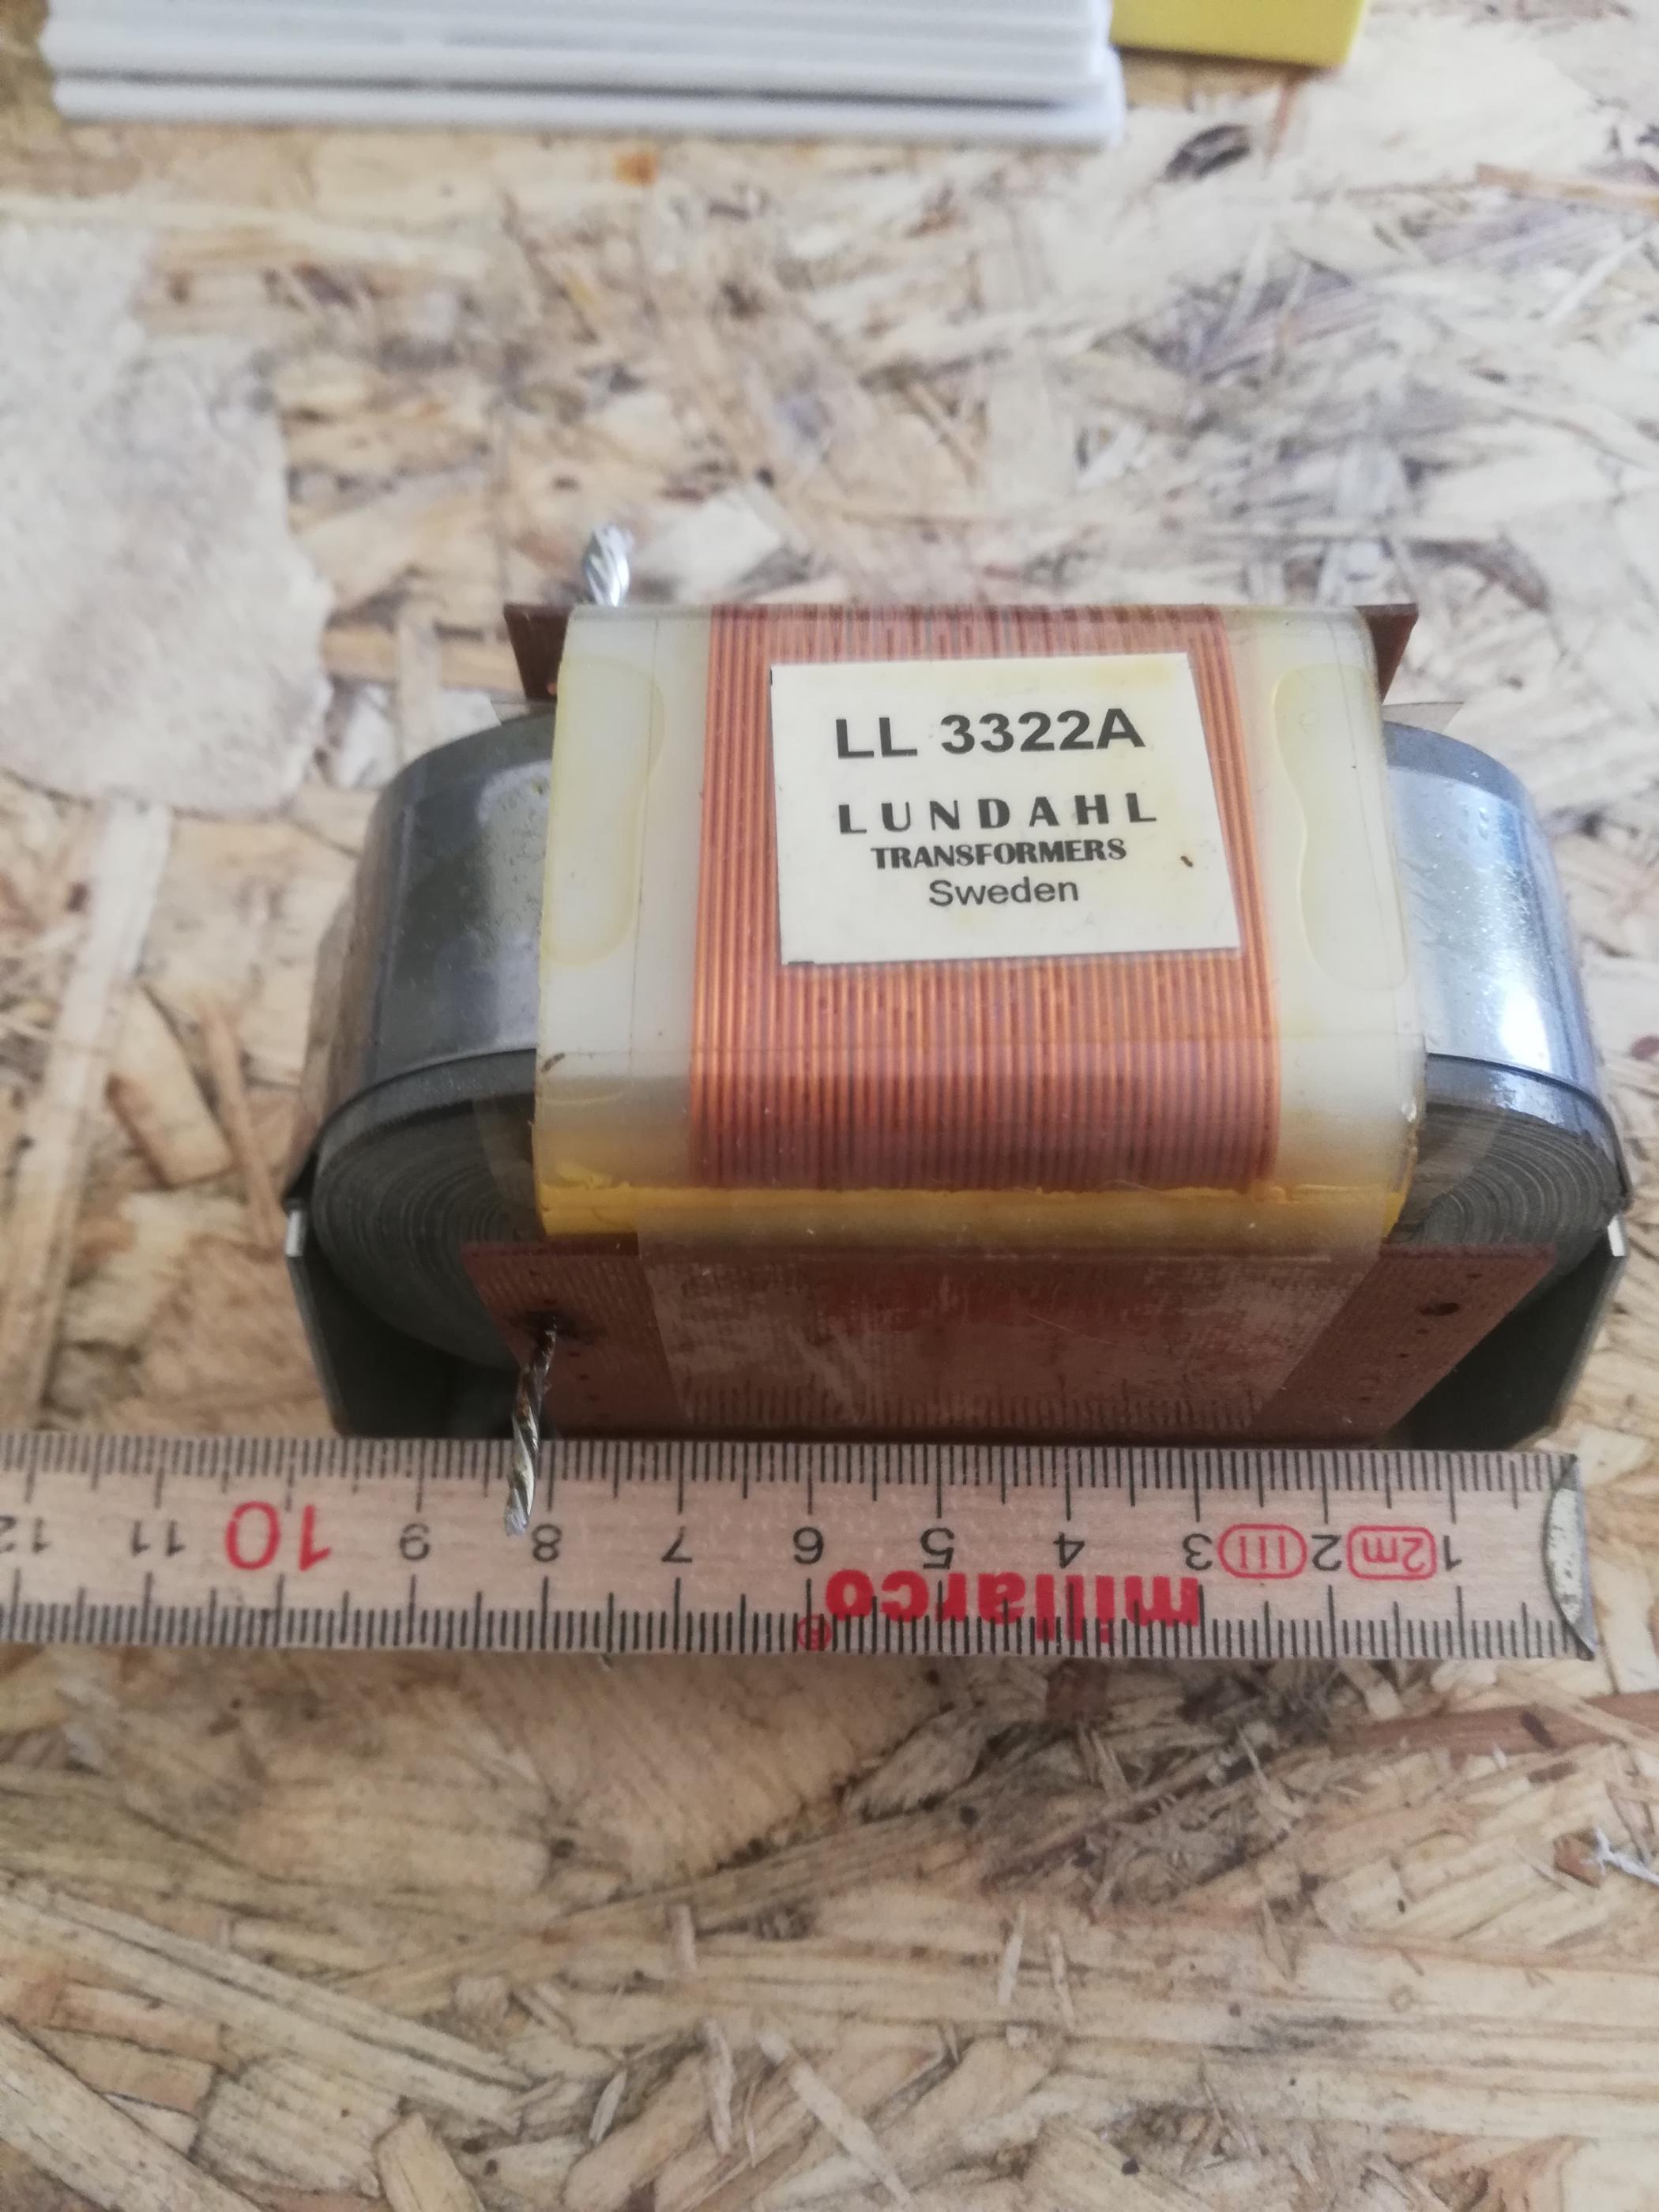 LL 3322A
LUNDAHL
TRANSFORMERS
Sweden
1 2m 2 III 3 4 5 6 7 8 9 10 11 12
millarco®